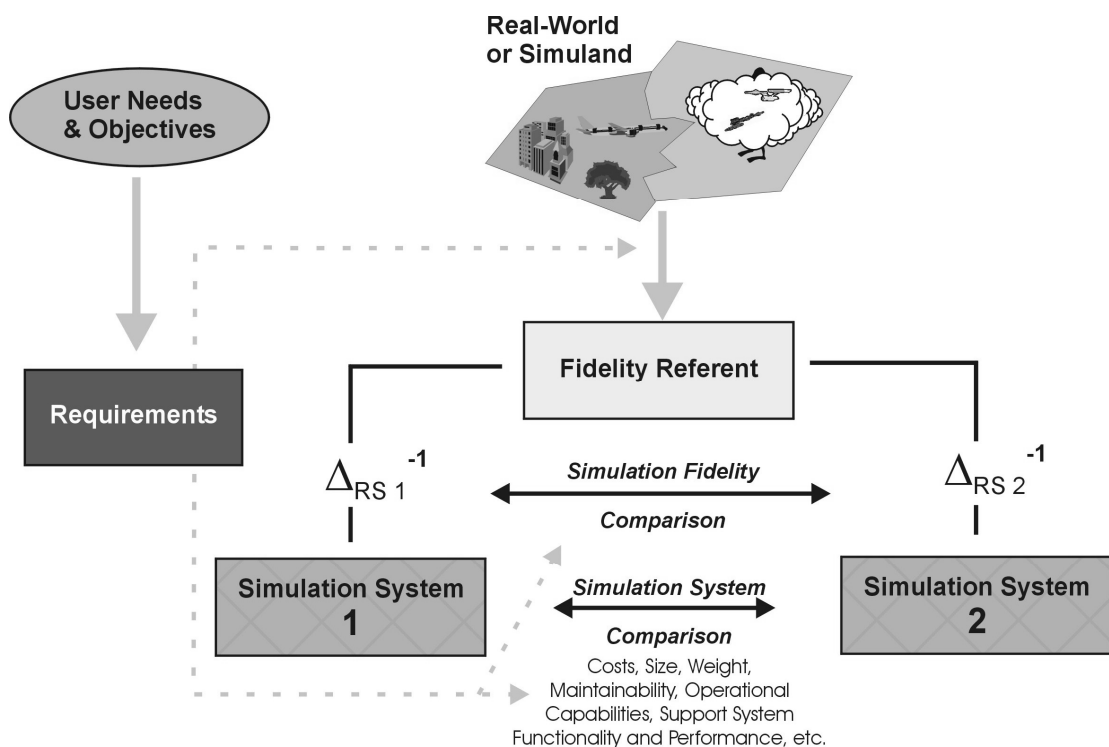 Real-World
or Simuland
User Needs
& Objectives
Fidelity Referent
Requirements
Δ RS 1 -1
Simulation Fidelity
Comparison
Δ RS 2 -1
Simulation System
1
Simulation System
Comparison
Simulation System
2
Costs, Size, Weight,
Maintainability, Operational
Capabilities, Support System
Functionality and Performance, etc.